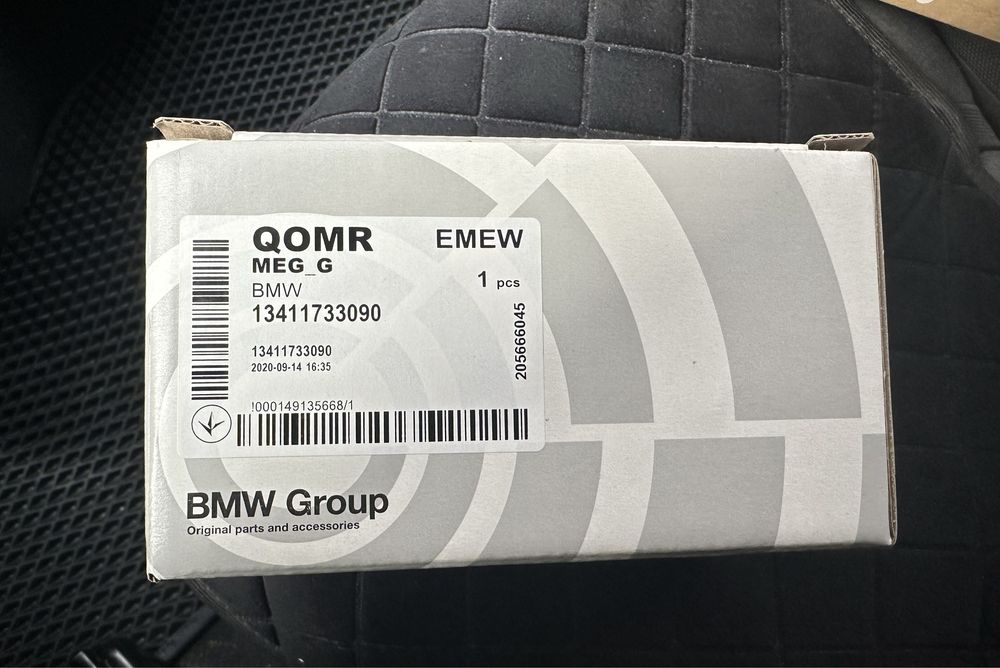 QOMR EMEW
MEG_G
1 pcs
BMW
13411733090
13411733090
2020-09-14 16:35
205666045
!000149135668/1
BMW Group
Original parts and accessories